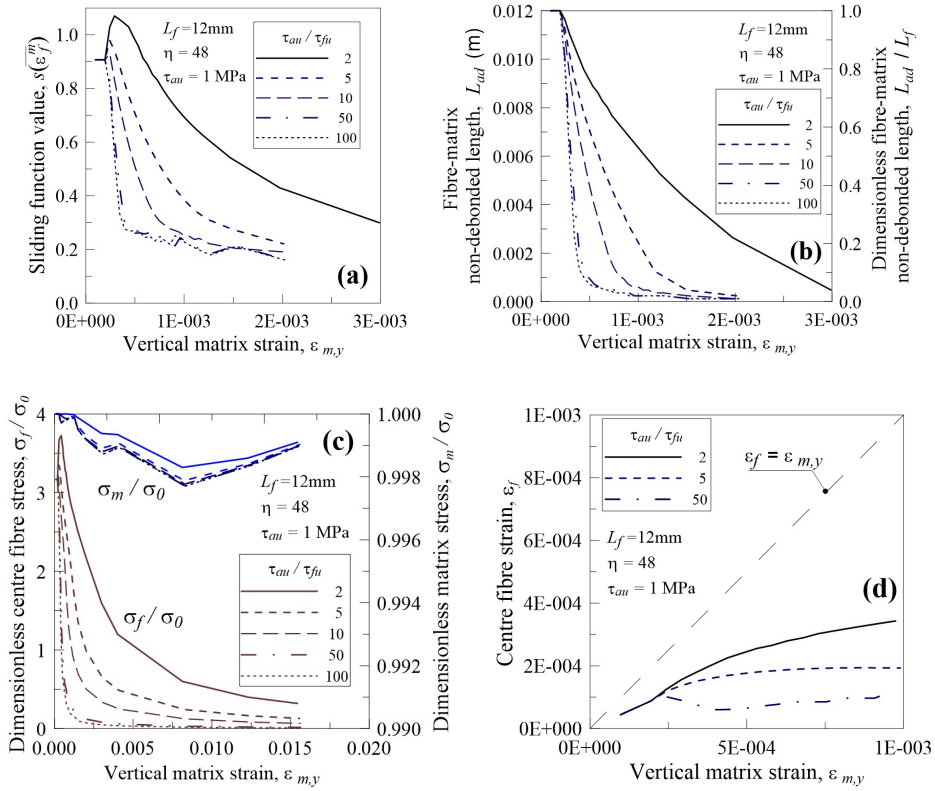 Sliding function value, s(ε̅_f^m)
1.0
0.8
0.6
0.4
0.2
0.0
L_f=12mm
η = 48
τ_au = 1 MPa
τ_au / τ_fu
2
5
10
50
100
(a)
0E+000 1E-003 2E-003 3E-003
Vertical matrix strain, ε_m,y
Fibre-matrix
non-debonded length, L_ad (m)
0.012
0.010
0.008
0.006
0.004
0.002
0.000
L_f=12mm
η = 48
τ_au = 1 MPa
τ_au / τ_fu
2
5
10
50
100
(b)
1.0
0.8
0.6
0.4
0.2
0.0
Dimensionless fibre-matrix
non-debonded length, L_ad / L_f
0E+000 1E-003 2E-003 3E-003
Vertical matrix strain, ε_m,y
Dimensionless centre fibre stress, σ_f / σ_0
4
3
2
1
0
(c)
σ_m / σ_0
L_f=12mm
η = 48
τ_au = 1 MPa
τ_au / τ_fu
2
5
10
50
100
σ_f / σ_0
1.000
0.998
0.996
0.994
0.992
0.990
Dimensionless matrix stress, σ_m / σ_0
0.000 0.005 0.010 0.015 0.020
Vertical matrix strain, ε_m,y
Centre fibre strain, ε_f
1E-003
8E-004
6E-004
4E-004
2E-004
0E+000
τ_au / τ_fu
2
5
50
ε_f = ε_m,y
L_f=12mm
η = 48
τ_au = 1 MPa
(d)
0E+000 5E-004 1E-003
Vertical matrix strain, ε_m,y